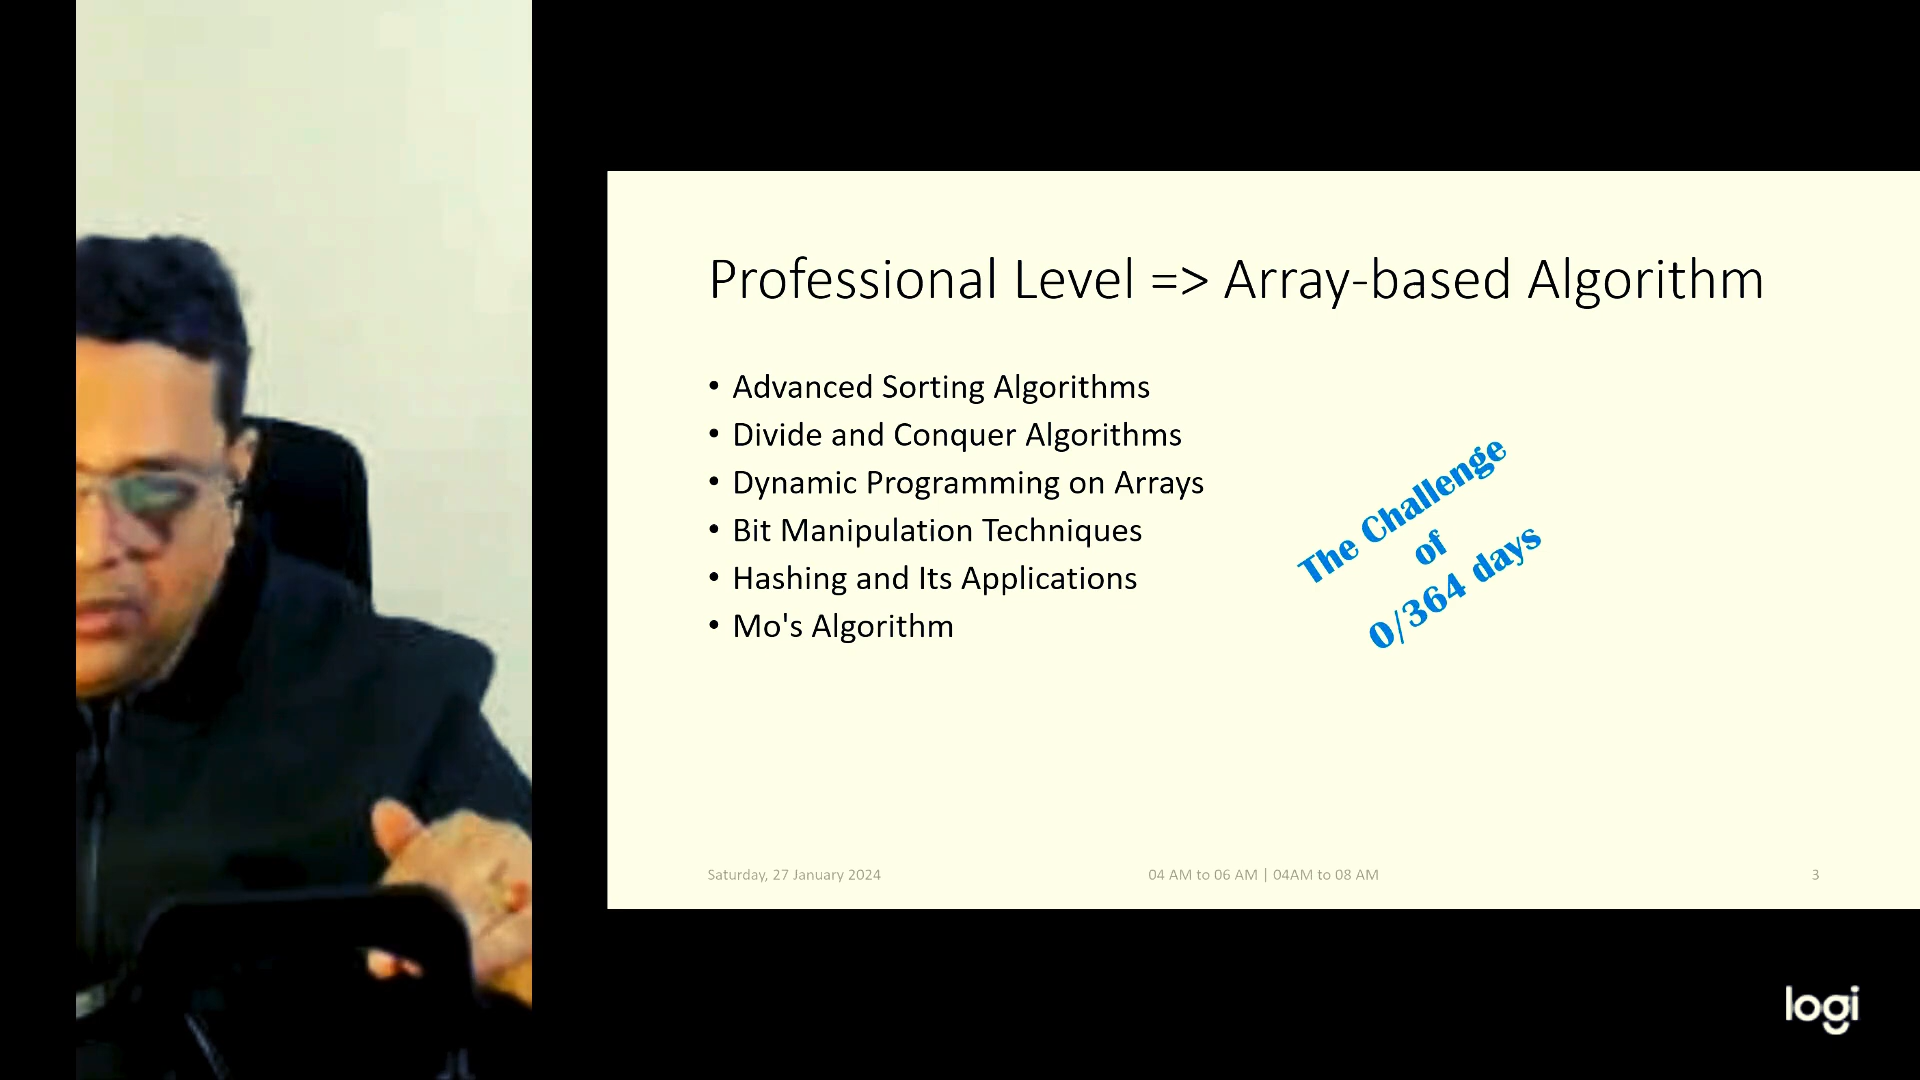 Professional Level => Array-based Algorithm
• Advanced Sorting Algorithms
• Divide and Conquer Algorithms
• Dynamic Programming on Arrays
• Bit Manipulation Techniques
• Hashing and Its Applications
• Mo's Algorithm
The Challenge
of
0/364 days
Saturday, 27 January 2024
04 AM to 06 AM | 04AM to 08 AM
3
logi